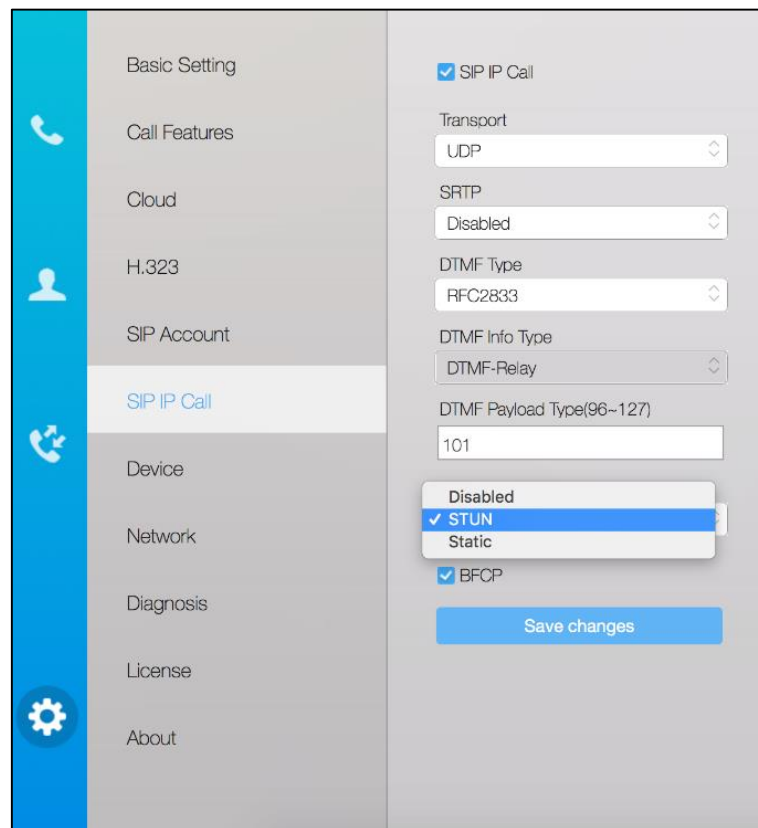 Basic Setting
Call Features
Cloud
H.323
SIP Account
SIP IP Call
Device
Network
Diagnosis
License
About
SIP IP Call
Transport
UDP
SRTP
Disabled
DTMF Type
RFC2833
DTMF Info Type
DTMF-Relay
DTMF Payload Type(96~127)
101
Disabled
✓ STUN
Static
BFCP
Save changes